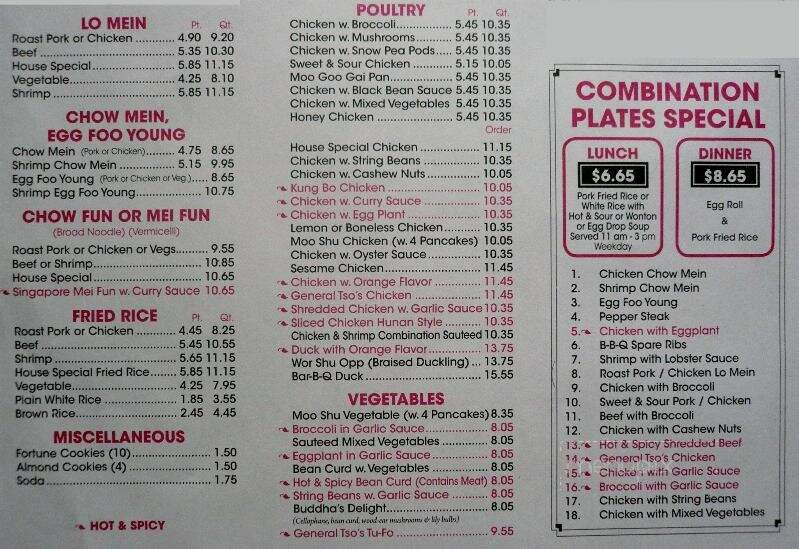 LO MEIN Pt. Qt.
Roast Pork or Chicken ............ 4.90 9.20
Beef ........................................ 5.35 10.30
House Special ........................ 5.85 11.15
Vegetable ............................... 4.25 8.10
Shrimp .................................... 5.85 11.15
CHOW MEIN,
EGG FOO YOUNG
Chow Mein (Pork or Chicken)......... 4.75 8.65
Shrimp Chow Mein ................ 5.15 9.95
Egg Foo Young (Pork or Chicken or Veg.)..... 8.65
Shrimp Egg Foo Young................. 10.75
CHOW FUN OR MEI FUN
(Broad Noodle) (Vermicelli)
Roast Pork or Chicken or Vegs........ 9.55
Beef or Shrimp............................ 10.85
House Special............................. 10.65
Singapore Mei Fun w. Curry Sauce 10.65
FRIED RICE Pt. Qt.
Roast Pork or Chicken ............ 4.45 8.25
Beef ........................................ 5.45 10.55
Shrimp..................................... 5.65 11.15
House Special Fried Rice....... 5.85 11.15
Vegetable............................... 4.25 7.95
Plain White Rice ..................... 1.85 3.55
Brown Rice.............................. 2.45 4.45
MISCELLANEOUS
Fortune Cookies (10) .................... 1.50
Almond Cookies (4) ...................... 1.50
Soda ............................................. 1.75
HOT & SPICY
POULTRY Pt. Qt.
Chicken w. Broccoli................ 5.45 10.35
Chicken w. Mushrooms.......... 5.45 10.35
Chicken w. Snow Pea Pods..... 5.45 10.35
Sweet & Sour Chicken ............ 5.15 10.05
Moo Goo Gai Pan.................. 5.45 10.35
Chicken w. Black Bean Sauce 5.45 10.35
Chicken w. Mixed Vegetables 5.45 10.35
Honey Chicken ...................... 5.45 10.35
Order
House Special Chicken ................ 11.15
Chicken w. String Beans ............... 10.35
Chicken w. Cashew Nuts.............. 10.05
Kung Bo Chicken ......................... 10.05
Chicken w. Curry Sauce ............... 10.35
Chicken w. Egg Plant ................... 10.35
Lemon or Boneless Chicken.......... 10.35
Moo Shu Chicken (w. 4 Pancakes) 10.05
Chicken w. Oyster Sauce.............. 10.35
Sesame Chicken........................... 11.45
Chicken w. Orange Flavor ............ 11.45
General Tso's Chicken ................. 11.45
Shredded Chicken w. Garlic Sauce 10.35
Sliced Chicken Hunan Style .......... 10.35
Chicken & Shrimp Combination Sauteed 10.35
Duck with Orange Flavor.............. 13.75
Wor Shu Opp (Braised Duckling) ... 13.75
Bar-B-Q Duck ............................... 15.55
VEGETABLES
Moo Shu Vegetable (w. 4 Pancakes) 8.35
Broccoli in Garlic Sauce................ 8.05
Sauteed Mixed Vegetables ........... 8.05
Eggplant in Garlic Sauce............... 8.05
Bean Curd w. Vegetables ............. 8.05
Hot & Spicy Bean Curd (Contains Meat) 8.05
String Beans w. Garlic Sauce ........ 8.05
Buddha's Delight.......................... 8.05
(Cellophane, bean curd, wood-ear mushrooms & lily bulbs)
General Tso's Tu-Fo ..................... 9.55
COMBINATION
PLATES SPECIAL
LUNCH
$6.65
Pork Fried Rice or
White Rice with
Hot & Sour or Wonton
or Egg Drop Soup
Served 11 am - 3 pm
Weekday
DINNER
$8.65
Egg Roll
&
Pork Fried Rice
1. Chicken Chow Mein
2. Shrimp Chow Mein
3. Egg Foo Young
4. Pepper Steak
5. Chicken with Eggplant
6. B-B-Q Spare Ribs
7. Shrimp with Lobster Sauce
8. Roast Pork / Chicken Lo Mein
9. Chicken with Broccoli
10. Sweet & Sour Pork / Chicken
11. Beef with Broccoli
12. Chicken with Cashew Nuts
13. Hot & Spicy Shredded Beef
14. General Tso's Chicken
15. Chicken with Garlic Sauce
16. Broccoli with Garlic Sauce
17. Chicken with String Beans
18. Chicken with Mixed Vegetables